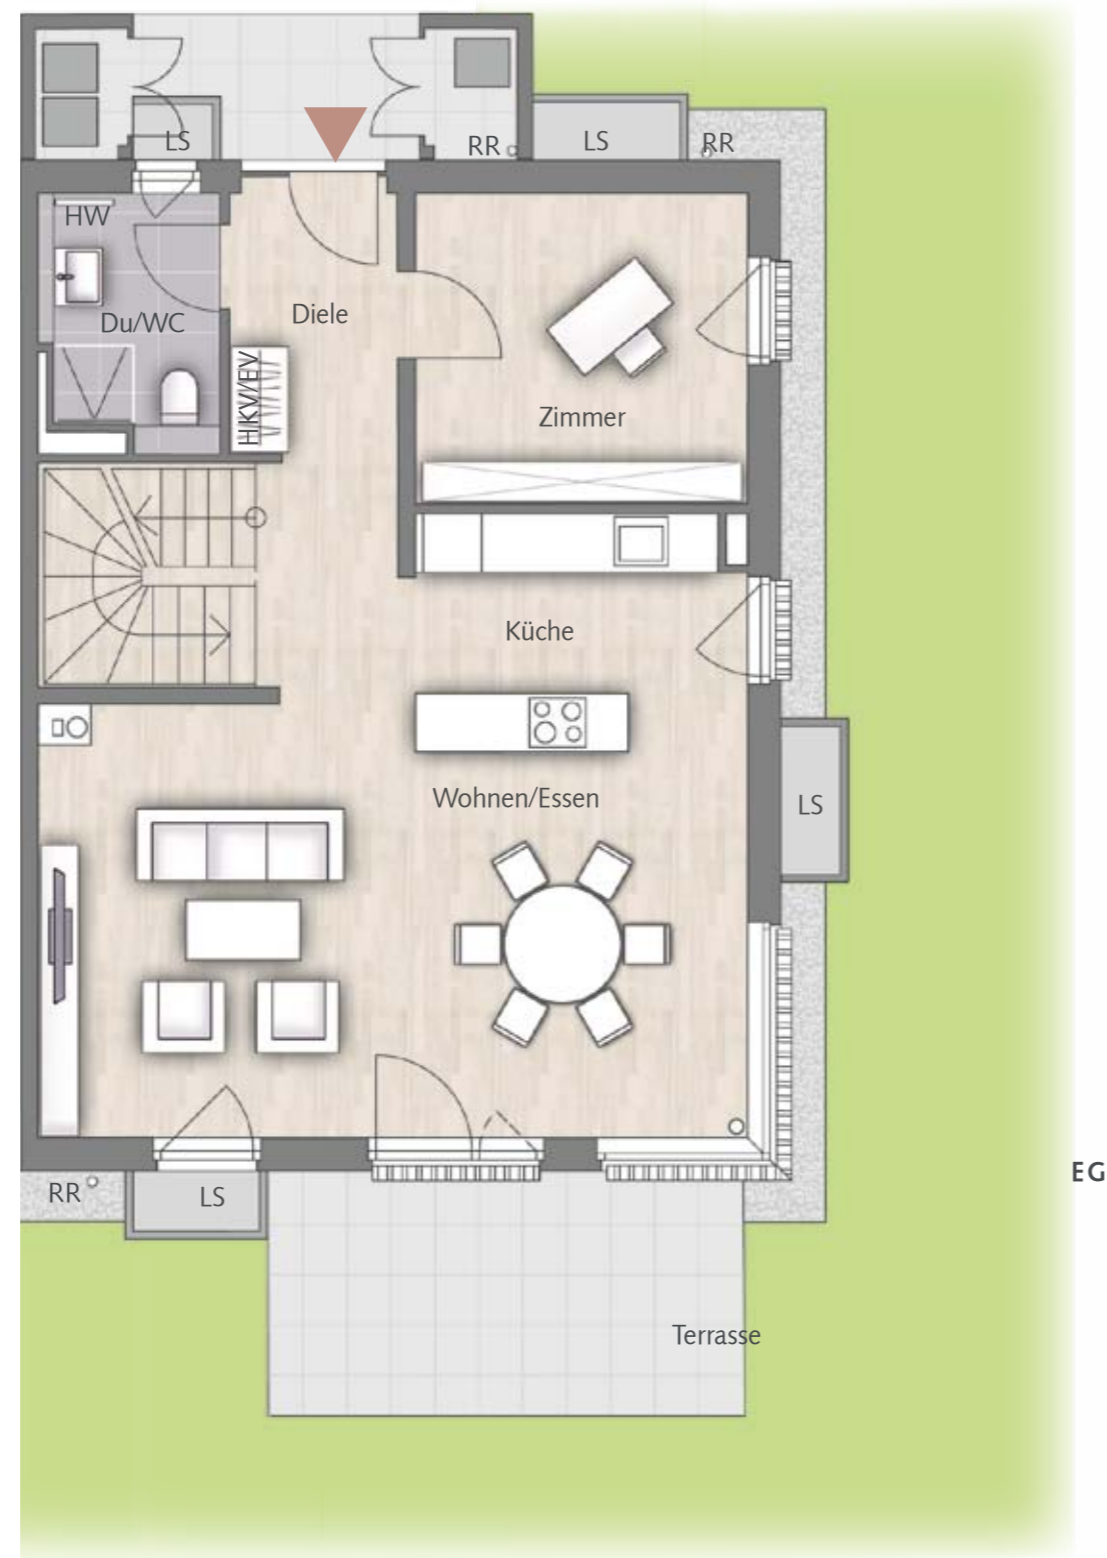 LS
RR
LS
RR
HW
Du/WC
Diele
HKV/EV
Zimmer
Küche
Wohnen/Essen
LS
EG
RR
LS
Terrasse